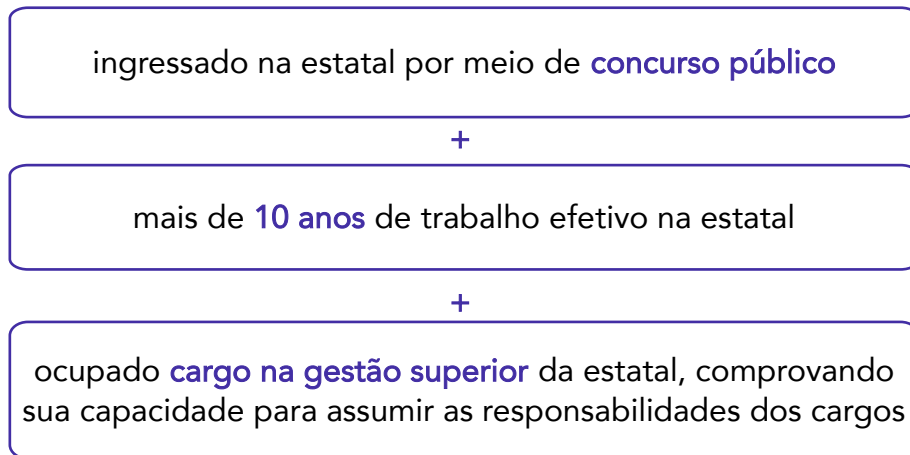 ingressado na estatal por meio de concurso público
+
mais de 10 anos de trabalho efetivo na estatal
+
ocupado cargo na gestão superior da estatal, comprovando
sua capacidade para assumir as responsabilidades dos cargos